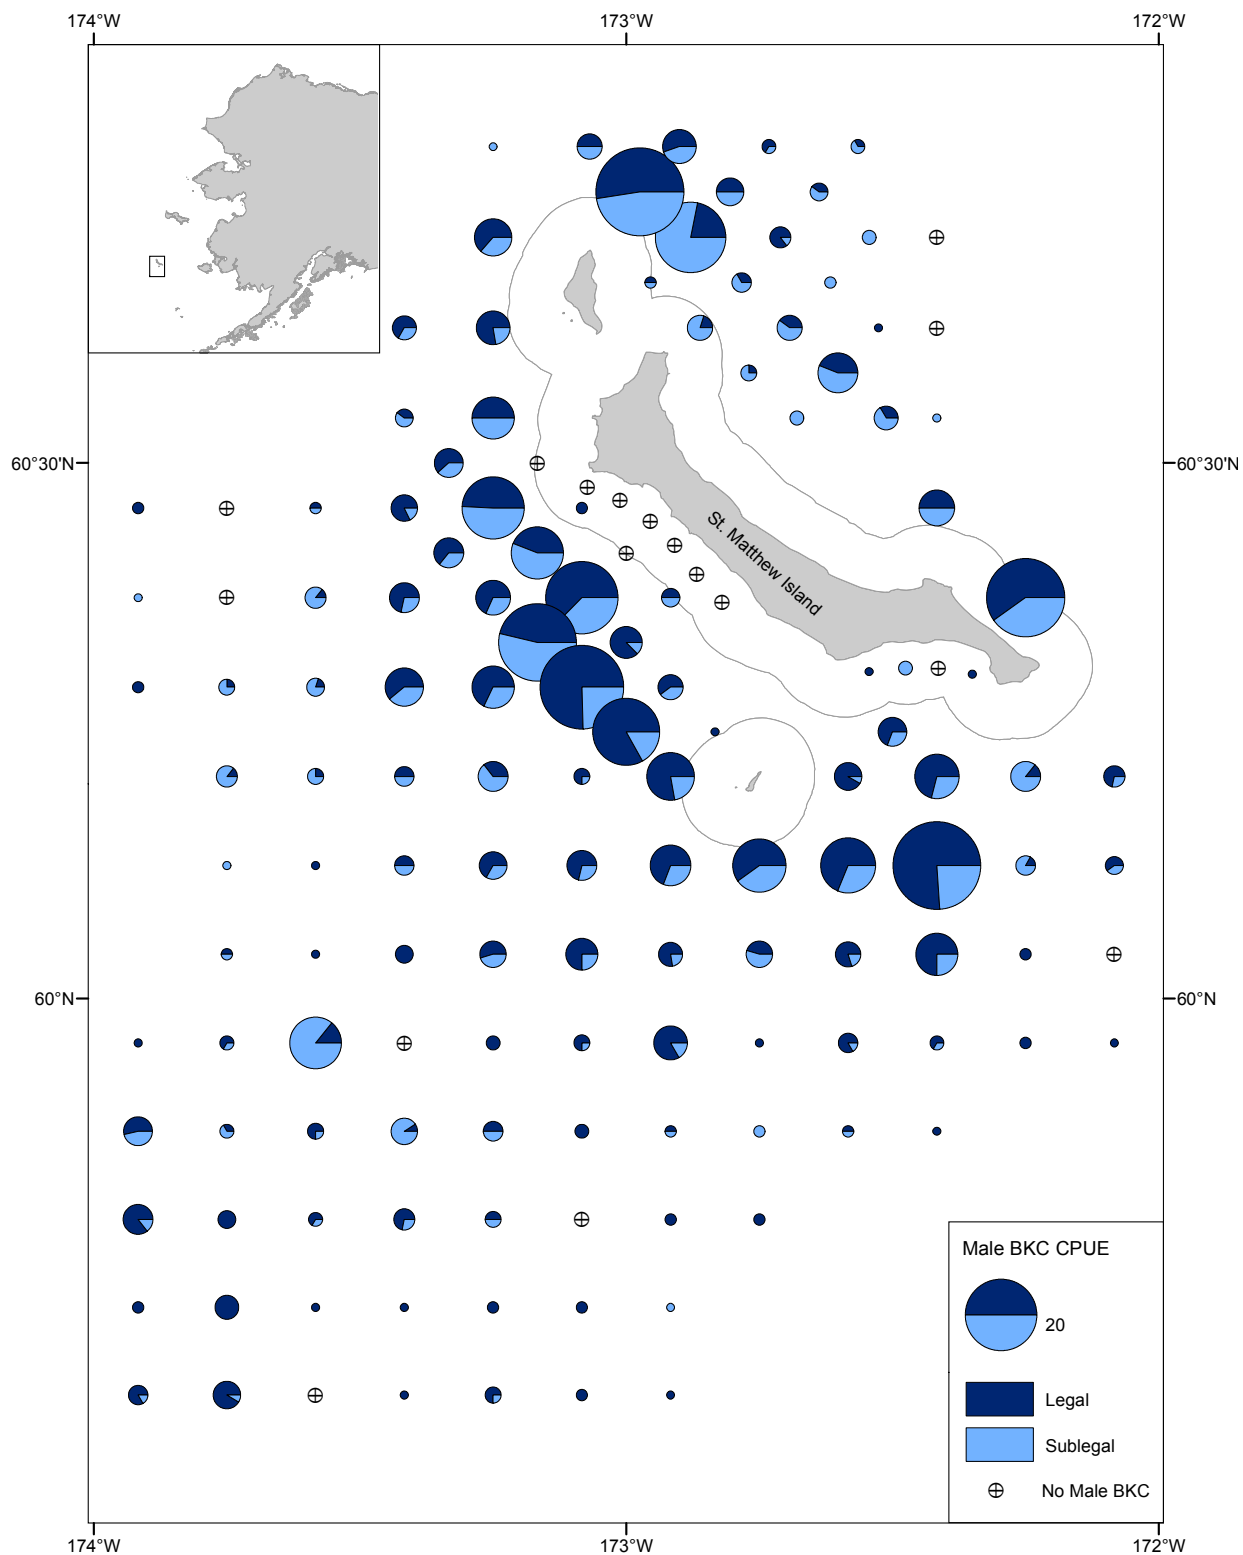 174°W 173°W 172°W
60°30'N 60°30'N
St. Matthew Island
60°N 60°N
Male BKC CPUE
20
Legal
Sublegal
No Male BKC
174°W 173°W 172°W